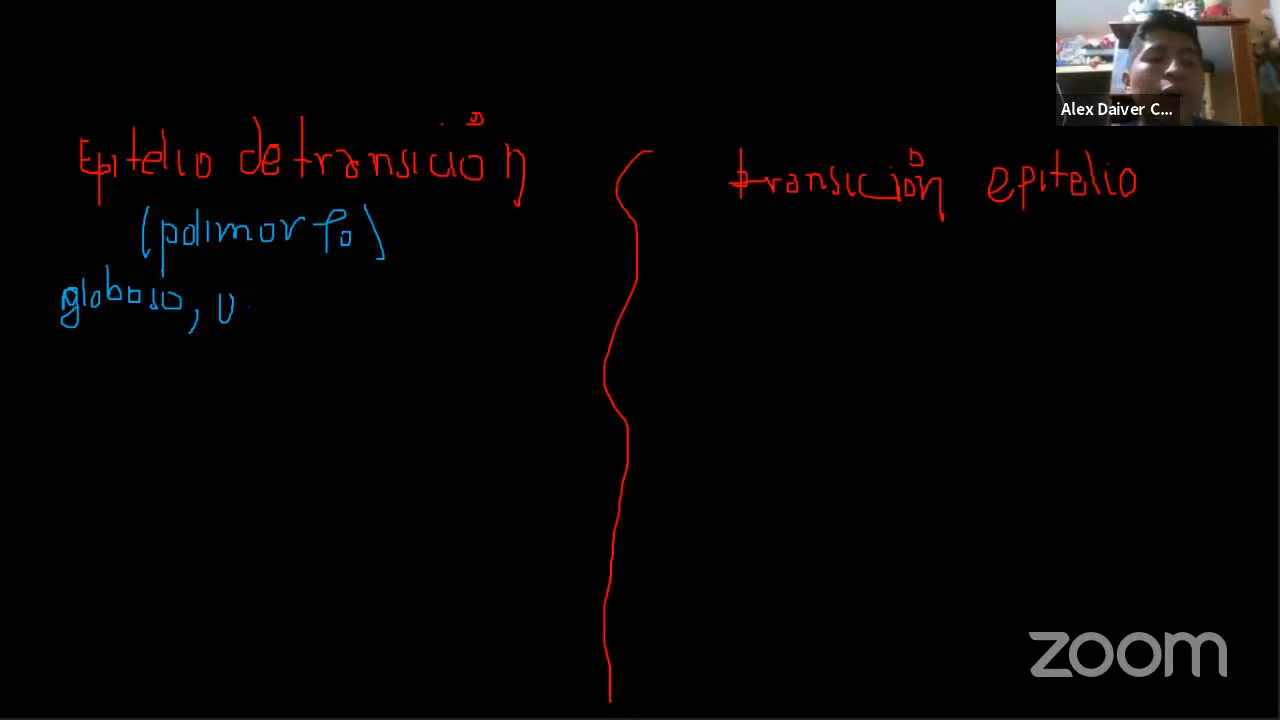 Alex Daiver C...
Epitelio de transición
(polimorfo)
globoso, u
transición epitelio
zoom